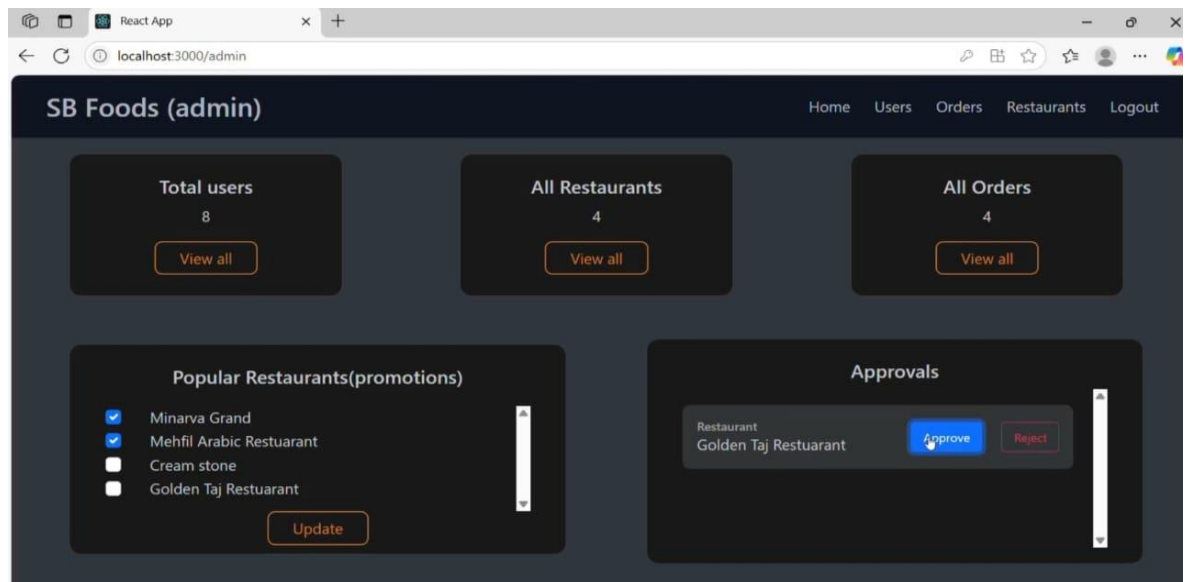 React App
localhost:3000/admin
SB Foods (admin)
Home Users Orders Restaurants Logout
Total users
8
View all
All Restaurants
4
View all
All Orders
4
View all
Popular Restaurants(promotions)
Minarva Grand
Mehfil Arabic Restuarant
Cream stone
Golden Taj Restuarant
Update
Approvals
Restaurant
Golden Taj Restuarant
Approve Reject